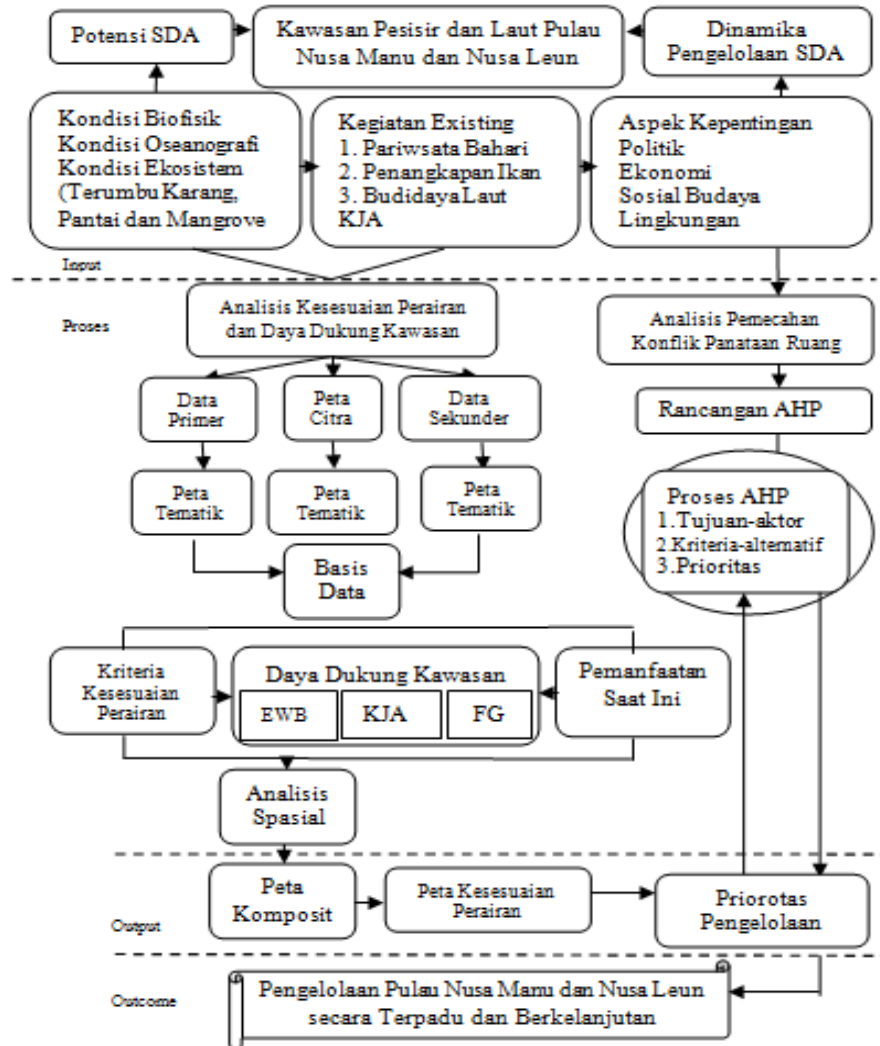 Potensi SDA
Kawasan Pesisir dan Laut Pulau
Nusa Manu dan Nusa Leun
Dinamika
Pengelolaan SDA
Kondisi Biofisik
Kondisi Oseanografi
Kondisi Ekosistem
(Terumbu Karang,
Pantai dan Mangrove
Kegiatan Existing
1. Pariwsata Bahari
2. Penangkapan Ikan
3. Budidaya Laut
KJA
Aspek Kepentingan
Politik
Ekonomi
Sosial Budaya
Lingkungan
Input
Proses
Analisis Kesesuaian Perairan
dan Daya Dukung Kawasan
Analisis Pemecahan
Konflik Panataan Ruang
Data
Primer
Peta
Citra
Data
Sekunder
Rancangan AHP
Peta
Tematik
Peta
Tematik
Peta
Tematik
Proses AHP
1.Tujuan-aktor
2.Kriteria-alternatif
3.Prioritas
Basis
Data
Kriteria
Kesesuaian
Perairan
Daya Dukung Kawasan
EWB
KJA
FG
Pemanfaatan
Saat Ini
Analisis
Spasial
Peta
Komposit
Peta Kesesuaian
Perairan
Priorotas
Pengelolaan
Output
Outcome
Pengelolaan Pulau Nusa Manu dan Nusa Leun
secara Terpadu dan Berkelanjutan